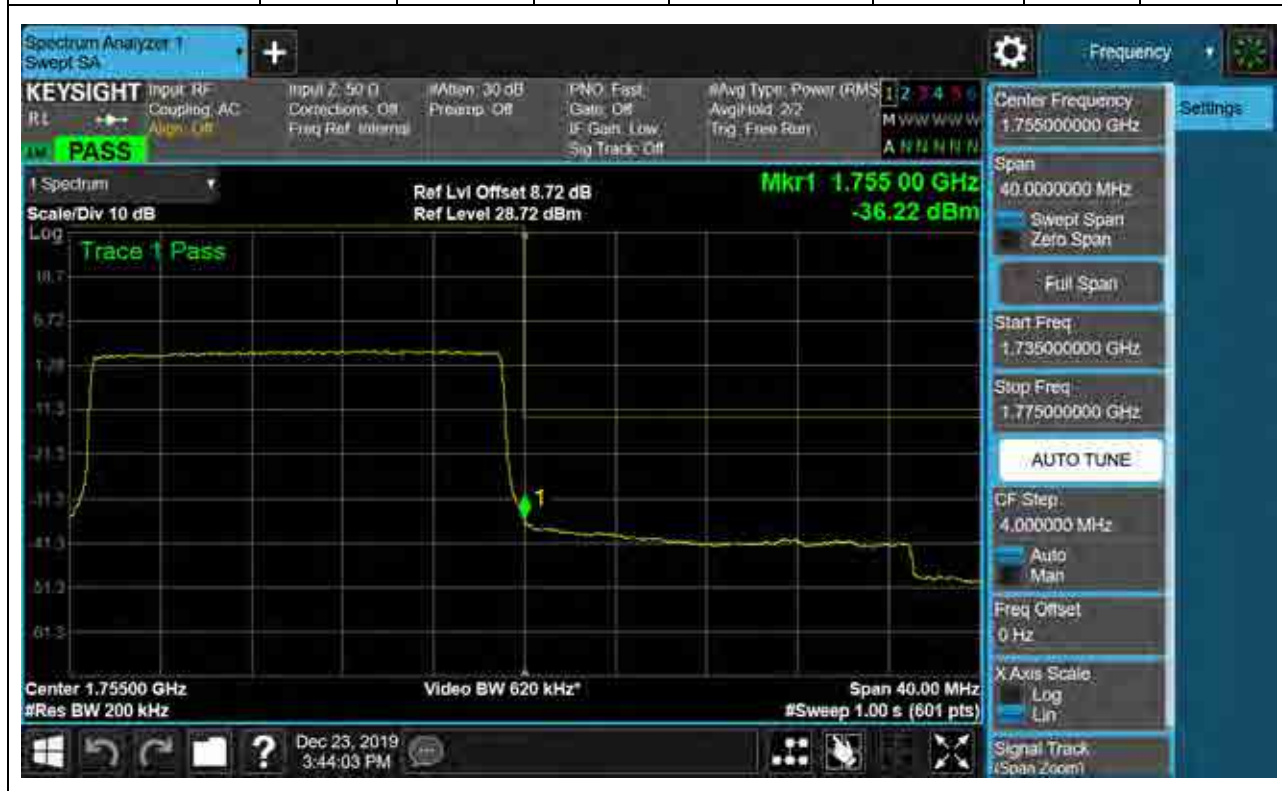 Spectrum Analyzer 1
Swept SA
+
Frequency
KEYSIGHT
Input: RF
Coupling: AC
Align: Off
Input Z: 50 Ω
Corrections: Off
Freq Ref: Internal
#Atten: 30 dB
Preamp: Off
PNO: Fast
Gate: Off
IF Gain: Low
Sig Track: Off
#Avg Type: Power (RMS
Avg|Hold: 2/2
Trig: Free Run
1 2 3 4 5 6
M W W W W W
A N N N N N
PASS
Center Frequency
1.755000000 GHz
Settings
1 Spectrum
Scale/Div 10 dB
Ref Lvl Offset 8.72 dB
Ref Level 28.72 dBm
Mkr1 1.755 00 GHz
-36.22 dBm
Span
40.0000000 MHz
Swept Span
Zero Span
Full Span
Start Freq
1.735000000 GHz
Stop Freq
1.775000000 GHz
AUTO TUNE
CF Step
4.000000 MHz
Auto
Man
Freq Offset
0 Hz
X Axis Scale
Log
Lin
Signal Track
(Span Zoom)
Log
Trace 1 Pass
18.7
8.72
-1.28
-11.3
-21.3
-31.3
-41.3
-51.3
-61.3
1
Center 1.75500 GHz
#Res BW 200 kHz
Video BW 620 kHz*
Span 40.00 MHz
#Sweep 1.00 s (601 pts)
?
Dec 23, 2019
3:44:03 PM